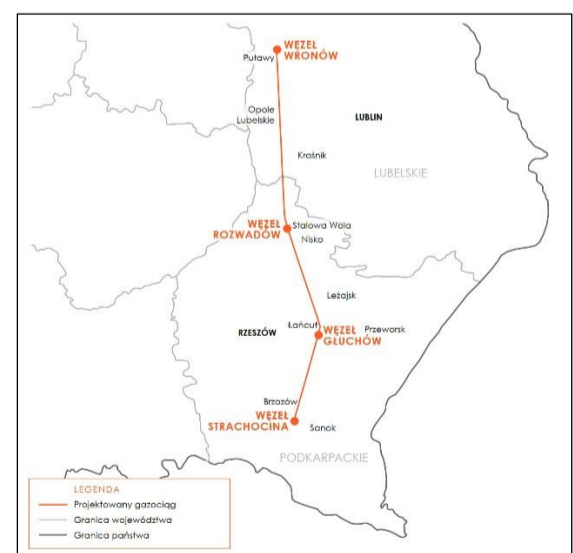 WĘZEŁ
WRONÓW
Puławy
Opole
Lubelskie
LUBLIN
Kraśnik
LUBELSKIE
WĘZEŁ
ROZWADÓW
Stalowa Wola
Nisko
Leżajsk
Łańcut
RZESZÓW
WĘZEŁ
GŁUCHÓW
Przeworsk
Brzozów
WĘZEŁ
STRACHOCINA
Sanok
PODKARPACKIE
LEGENDA
Projektowany gazociąg
Granica województwa
Granica państwa